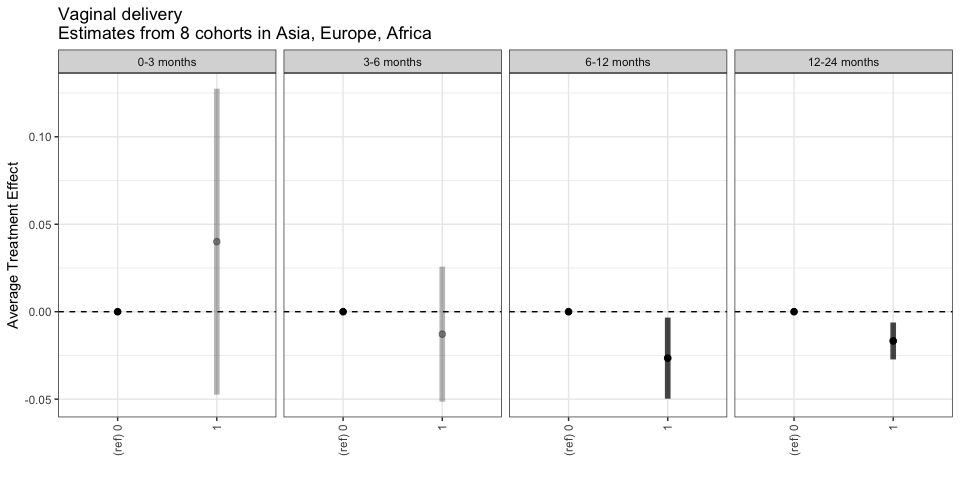 Vaginal delivery
Estimates from 8 cohorts in Asia, Europe, Africa
0-3 months
3-6 months
6-12 months
12-24 months
Average Treatment Effect
0.10
0.05
0.00
-0.05
(ref) 0
1
(ref) 0
1
(ref) 0
1
(ref) 0
1